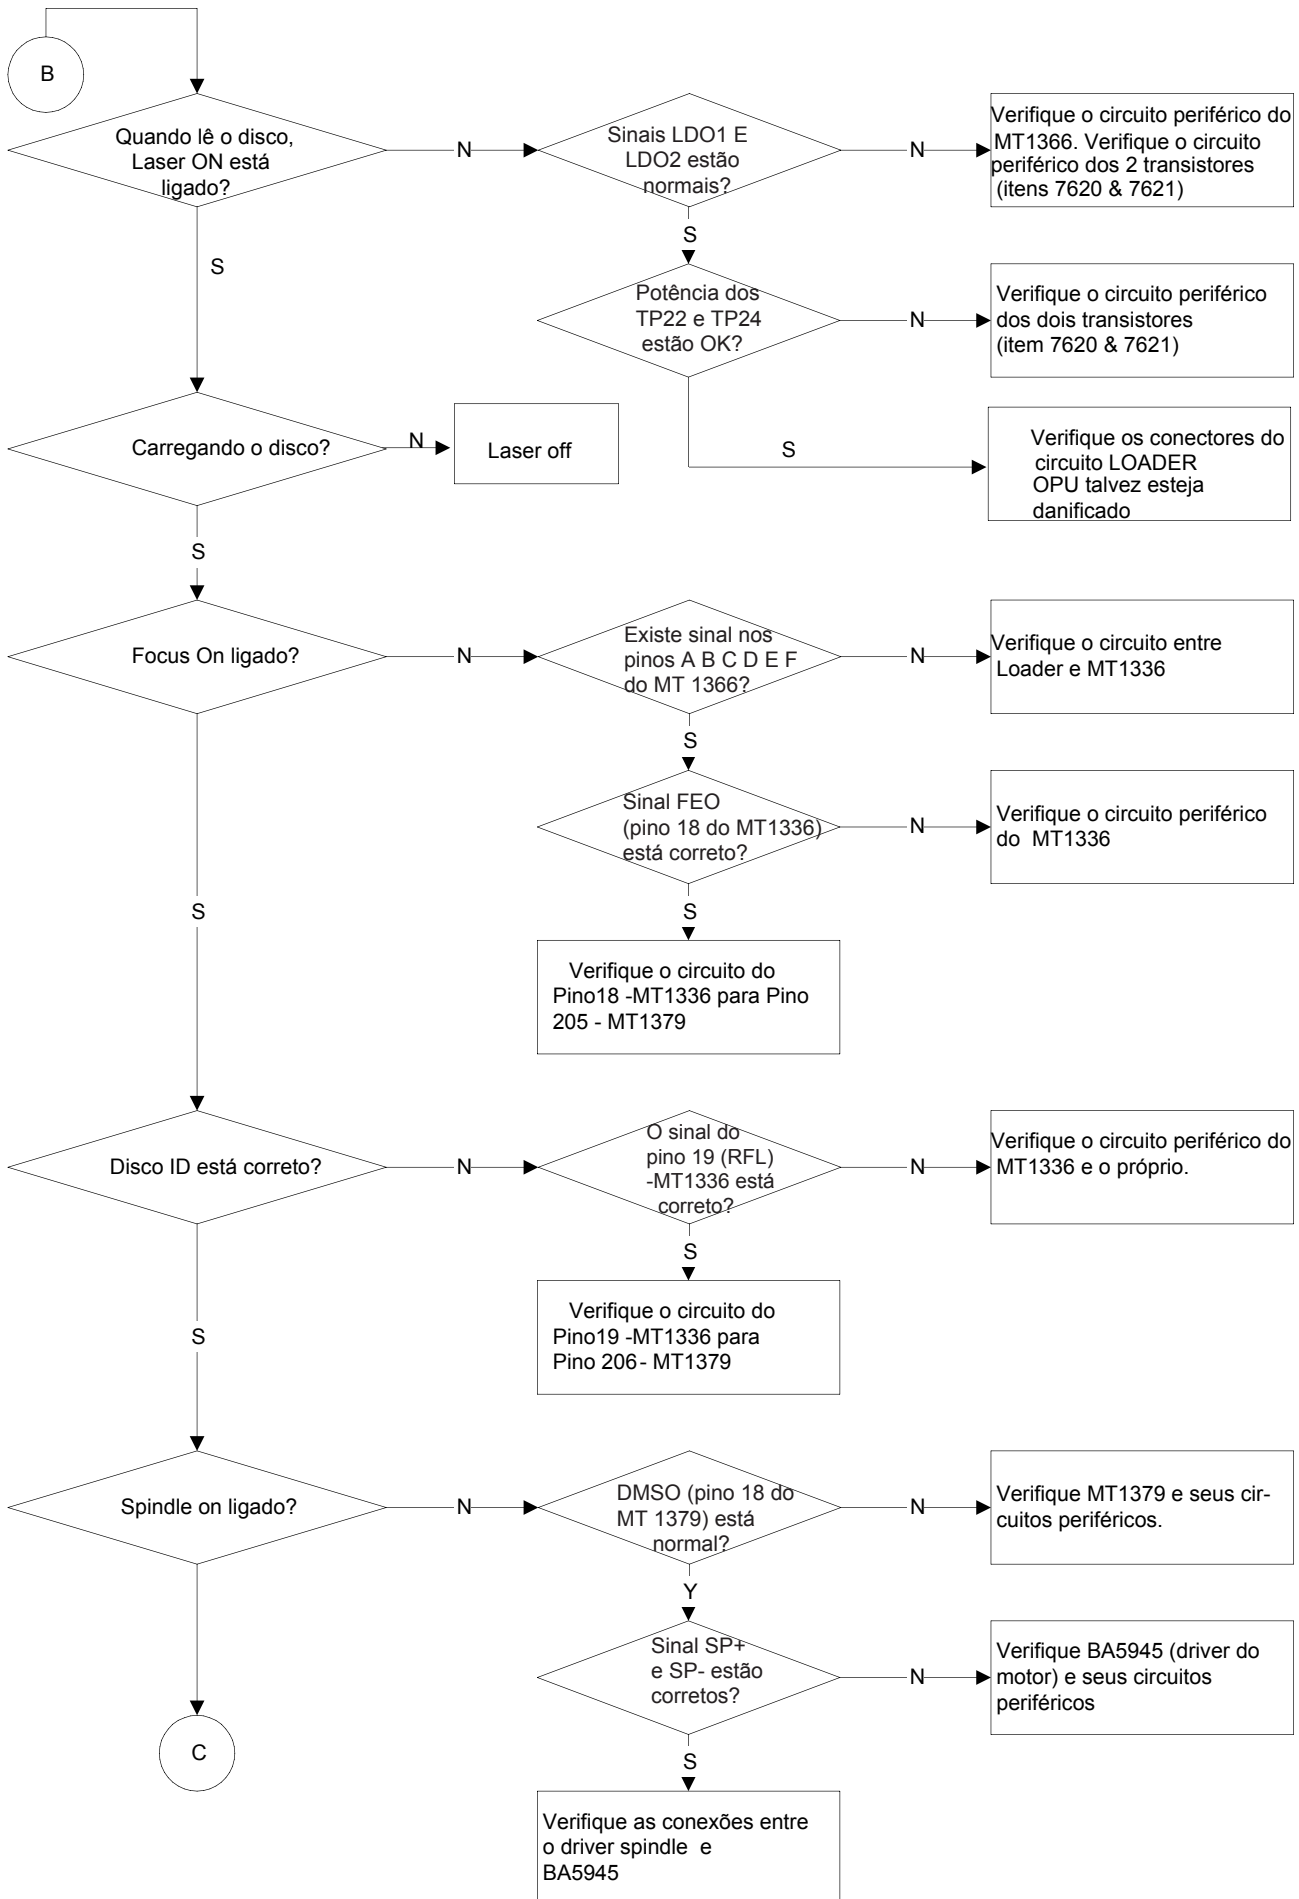 B
Quando lê o disco,
Laser ON está
ligado?
N
Sinais LDO1 E
LDO2 estão
normais?
N
Verifique o circuito periférico do
MT1366. Verifique o circuito
periférico dos 2 transistores
(itens 7620 & 7621)
S
S
Potência dos
TP22 e TP24
estão OK?
N
Verifique o circuito periférico
dos dois transistores
(item 7620 & 7621)
Carregando o disco?
N
Laser off
S
Verifique os conectores do
circuito LOADER
OPU talvez esteja
danificado
S
Focus On ligado?
N
Existe sinal nos
pinos A B C D E F
do MT 1366?
N
Verifique o circuito entre
Loader e MT1336
S
Sinal FEO
(pino 18 do MT1336)
está correto?
N
Verifique o circuito periférico
do MT1336
S
S
Verifique o circuito do
Pino18 -MT1336 para Pino
205 - MT1379
Disco ID está correto?
N
O sinal do
pino 19 (RFL)
-MT1336 está
correto?
N
Verifique o circuito periférico do
MT1336 e o próprio.
S
S
Verifique o circuito do
Pino19 -MT1336 para
Pino 206- MT1379
Spindle on ligado?
N
DMSO (pino 18 do
MT 1379) está
normal?
N
Verifique MT1379 e seus cir-
cuitos periféricos.
Y
Sinal SP+
e SP- estão
corretos?
N
Verifique BA5945 (driver do
motor) e seus circuitos
periféricos
C
S
Verifique as conexões entre
o driver spindle e
BA5945